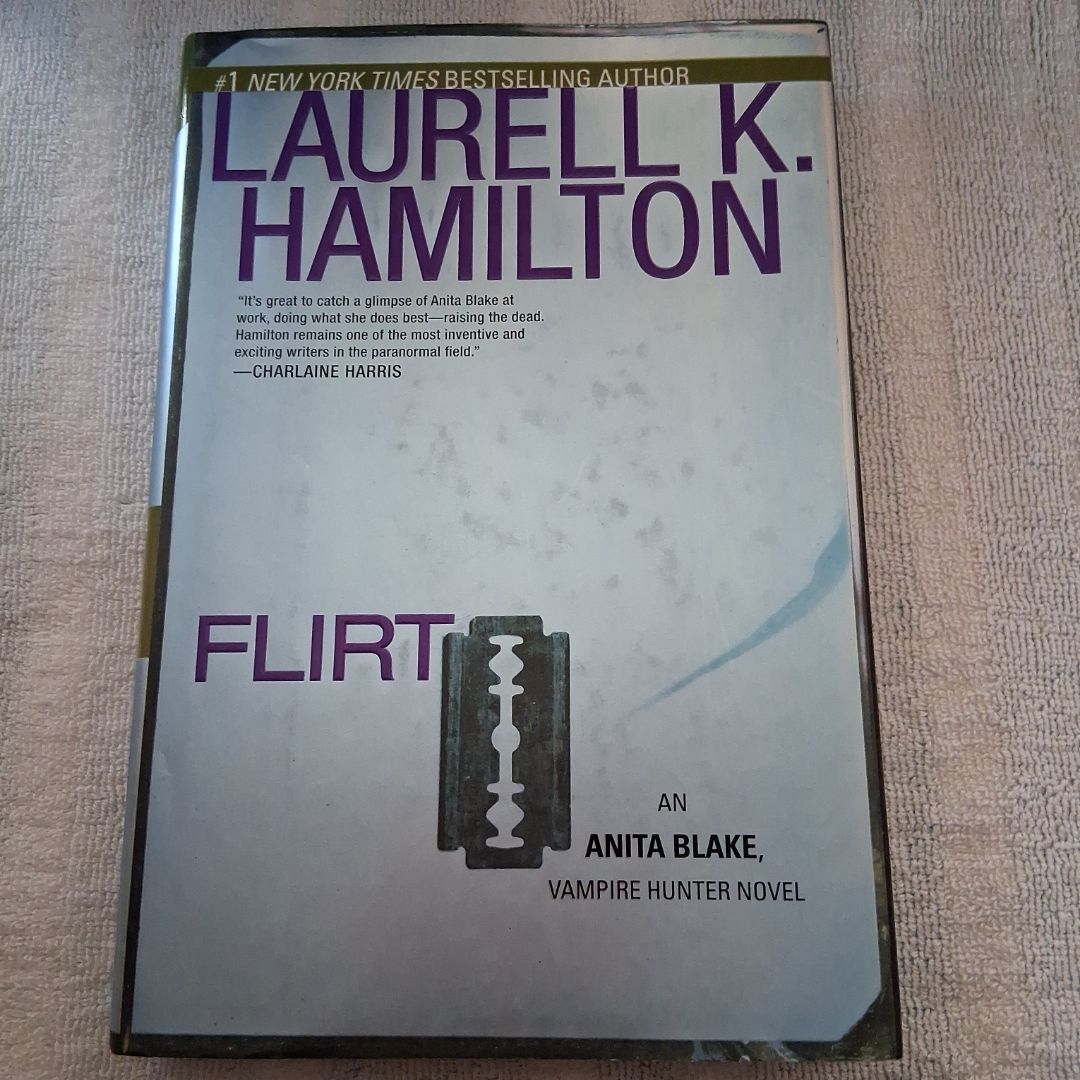 #1 NEW YORK TIMES BESTSELLING AUTHOR
LAURELL K.
HAMILTON
“It’s great to catch a glimpse of Anita Blake at
work, doing what she does best—raising the dead.
Hamilton remains one of the most inventive and
exciting writers in the paranormal field.”
—CHARLAINE HARRIS
FLIRT
AN
ANITA BLAKE,
VAMPIRE HUNTER NOVEL